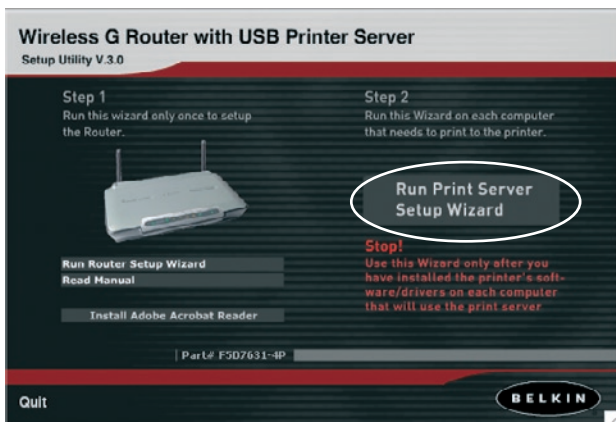 Wireless G Router with USB Printer Server
Setup Utility V.3.0
Step 1
Run this wizard only once to setup
the Router.
Run Router Setup Wizard
Read Manual
Install Adobe Acrobat Reader
Step 2
Run this Wizard on each computer
that needs to print to the printer.
Run Print Server
Setup Wizard
Stop!
Use this Wizard only after you
have installed the printer's soft-
ware/drivers on each computer
that will use the print server
Part# F5D7631-4P
Quit
BELKIN